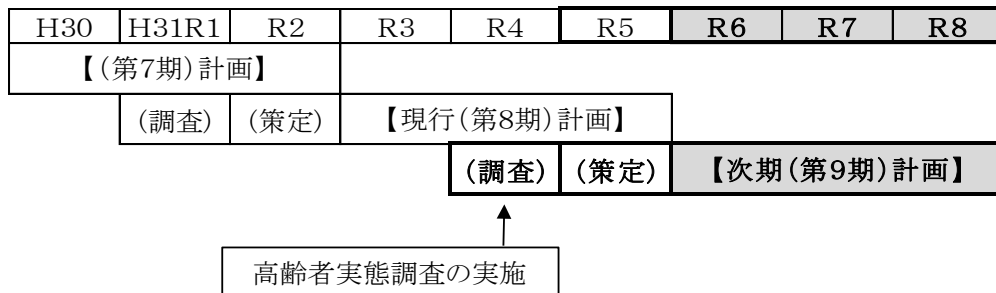 H30 H31R1 R2 R3 R4 R5 R6 R7 R8
【(第7期)計画】
(調査) (策定) 【現行(第8期)計画】
(調査) (策定) 【次期(第9期)計画】
高齢者実態調査の実施